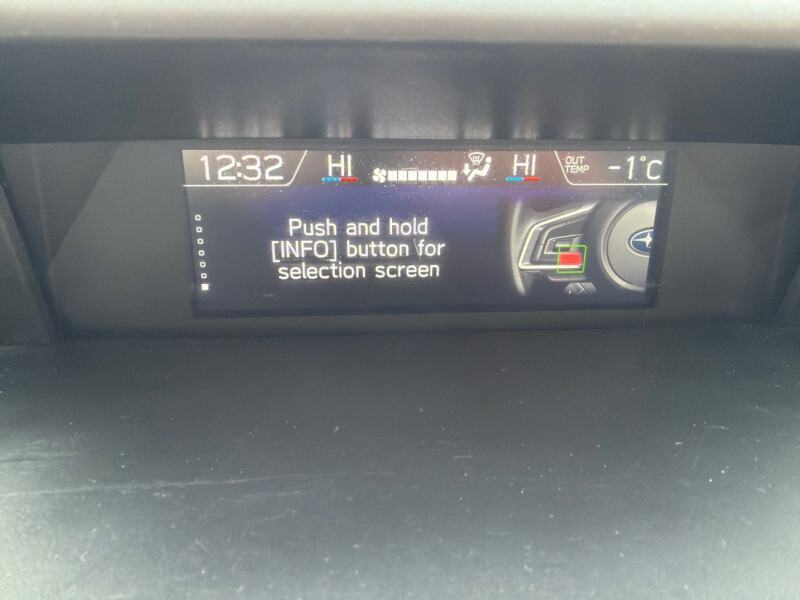 12:32 HI HI OUT TEMP -1°C
Push and hold
[INFO] button for
selection screen